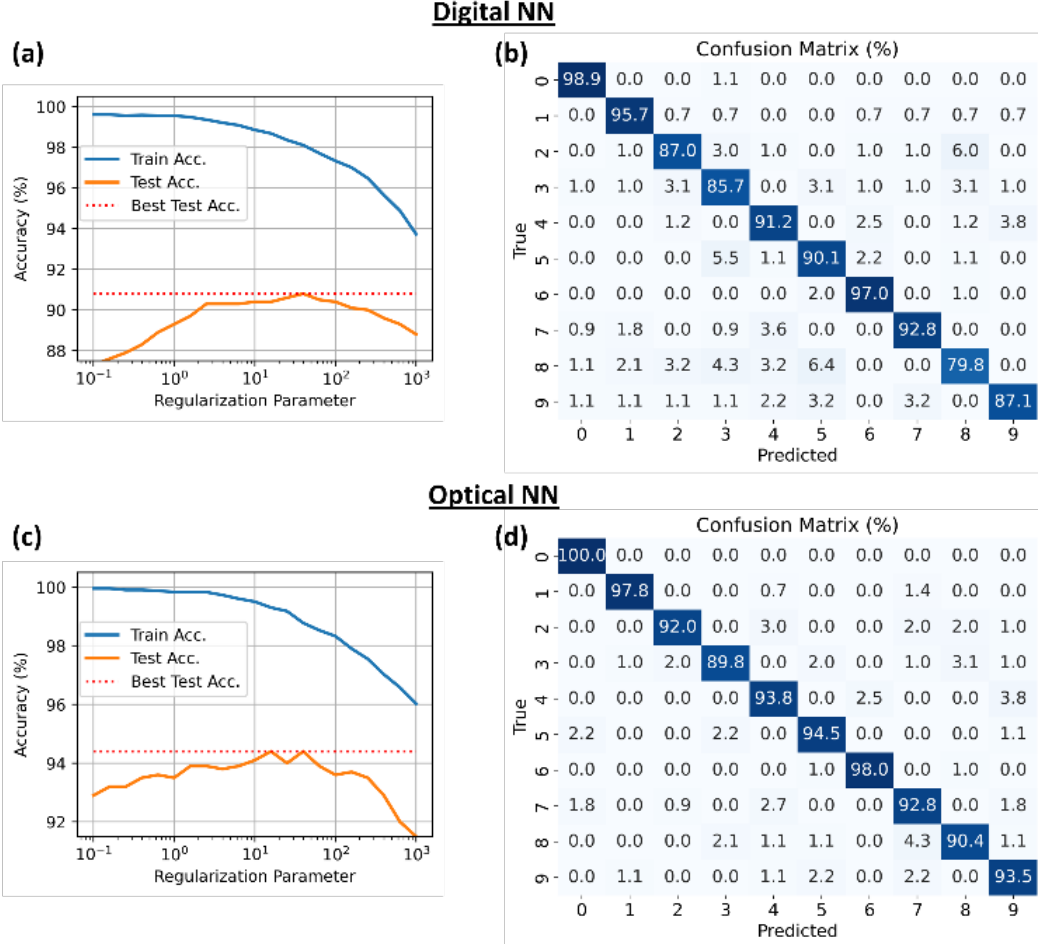 Digital NN
(a)
100
98
96
94
92
90
88
Accuracy (%)
Train Acc.
Test Acc.
Best Test Acc.
10⁻¹ 10⁰ 10¹ 10² 10³
Regularization Parameter
(b)
Confusion Matrix (%)
True
0 98.9 0.0 0.0 1.1 0.0 0.0 0.0 0.0 0.0 0.0
1 0.0 95.7 0.7 0.7 0.0 0.0 0.7 0.7 0.7 0.7
2 0.0 1.0 87.0 3.0 1.0 0.0 1.0 1.0 6.0 0.0
3 1.0 1.0 3.1 85.7 0.0 3.1 1.0 1.0 3.1 1.0
4 0.0 0.0 1.2 0.0 91.2 0.0 2.5 0.0 1.2 3.8
5 0.0 0.0 0.0 5.5 1.1 90.1 2.2 0.0 1.1 0.0
6 0.0 0.0 0.0 0.0 0.0 2.0 97.0 0.0 1.0 0.0
7 0.9 1.8 0.0 0.9 3.6 0.0 0.0 92.8 0.0 0.0
8 1.1 2.1 3.2 4.3 3.2 6.4 0.0 0.0 79.8 0.0
9 1.1 1.1 1.1 1.1 2.2 3.2 0.0 3.2 0.0 87.1
0 1 2 3 4 5 6 7 8 9
Predicted
Optical NN
(c)
100
98
96
94
92
Accuracy (%)
Train Acc.
Test Acc.
Best Test Acc.
10⁻¹ 10⁰ 10¹ 10² 10³
Regularization Parameter
(d)
Confusion Matrix (%)
True
0 100.0 0.0 0.0 0.0 0.0 0.0 0.0 0.0 0.0 0.0
1 0.0 97.8 0.0 0.0 0.7 0.0 0.0 1.4 0.0 0.0
2 0.0 0.0 92.0 0.0 3.0 0.0 0.0 2.0 2.0 1.0
3 0.0 1.0 2.0 89.8 0.0 2.0 0.0 1.0 3.1 1.0
4 0.0 0.0 0.0 0.0 93.8 0.0 2.5 0.0 0.0 3.8
5 2.2 0.0 0.0 2.2 0.0 94.5 0.0 0.0 0.0 1.1
6 0.0 0.0 0.0 0.0 0.0 1.0 98.0 0.0 1.0 0.0
7 1.8 0.0 0.9 0.0 2.7 0.0 0.0 92.8 0.0 1.8
8 0.0 0.0 0.0 2.1 1.1 1.1 0.0 4.3 90.4 1.1
9 0.0 1.1 0.0 0.0 1.1 2.2 0.0 2.2 0.0 93.5
0 1 2 3 4 5 6 7 8 9
Predicted